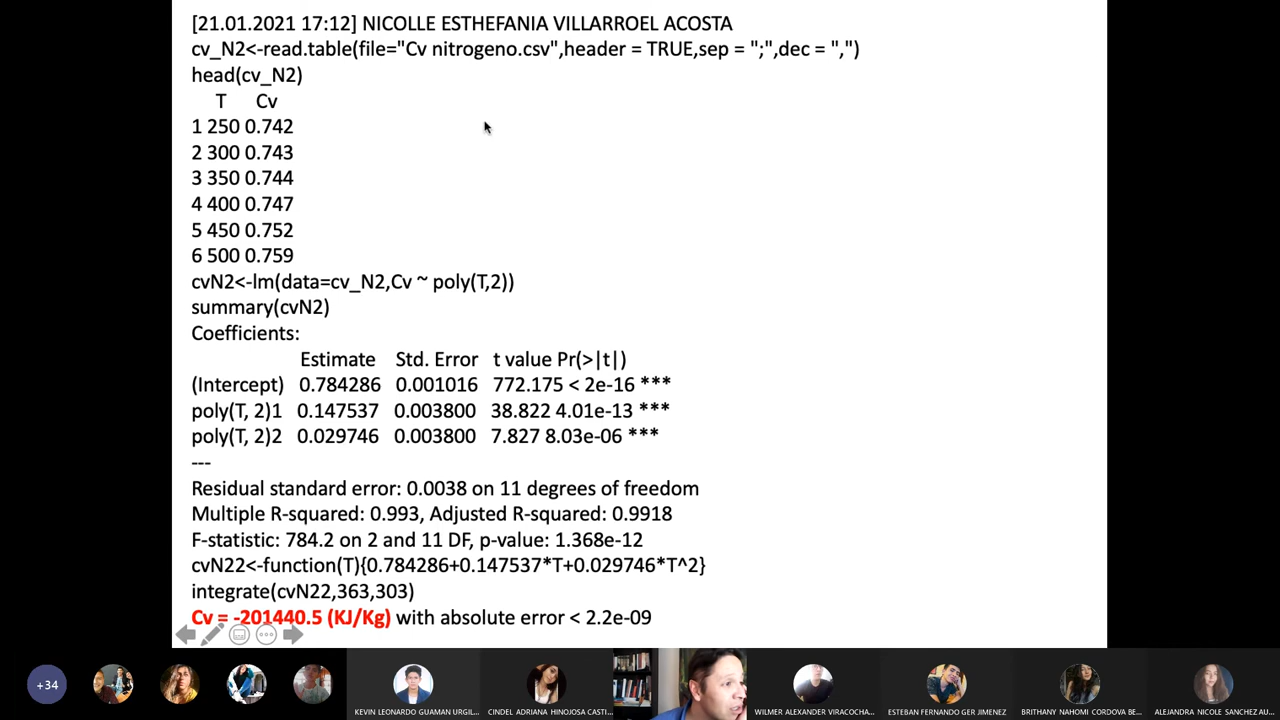 [21.01.2021 17:12] NICOLLE ESTHEFANIA VILLARROEL ACOSTA
cv_N2<-read.table(file="Cv nitrogeno.csv",header = TRUE,sep = ";",dec = ",")
head(cv_N2)
T Cv
1 250 0.742
2 300 0.743
3 350 0.744
4 400 0.747
5 450 0.752
6 500 0.759
cvN2<-lm(data=cv_N2,Cv ~ poly(T,2))
summary(cvN2)
Coefficients:
Estimate Std. Error t value Pr(>|t|)
(Intercept) 0.784286 0.001016 772.175 < 2e-16 ***
poly(T, 2)1 0.147537 0.003800 38.822 4.01e-13 ***
poly(T, 2)2 0.029746 0.003800 7.827 8.03e-06 ***
---
Residual standard error: 0.0038 on 11 degrees of freedom
Multiple R-squared: 0.993, Adjusted R-squared: 0.9918
F-statistic: 784.2 on 2 and 11 DF, p-value: 1.368e-12
cvN22<-function(T){0.784286+0.147537*T+0.029746*T^2}
integrate(cvN22,363,303)
Cv = -201440.5 (KJ/Kg) with absolute error < 2.2e-09
+34
KEVIN LEONARDO GUAMAN URGIL...
CINDEL ADRIANA HINOJOSA CASTI...
WILMER ALEXANDER VIRACOCHA...
ESTEBAN FERNANDO GER JIMENEZ
BRITHANY NAHOMI CORDOVA BE...
ALEJANDRA NICOLE SANCHEZ AU...